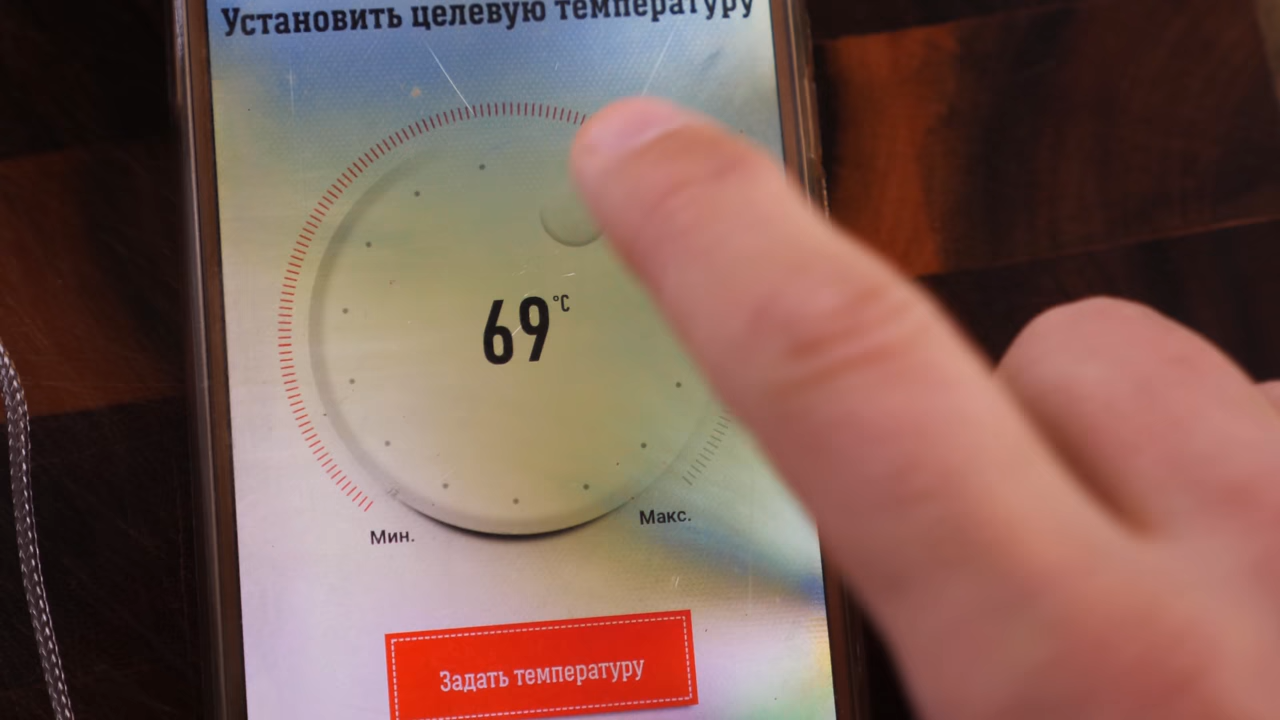 Установить целевую температуру
69 °C
Мин.
Макс.
Задать температуру